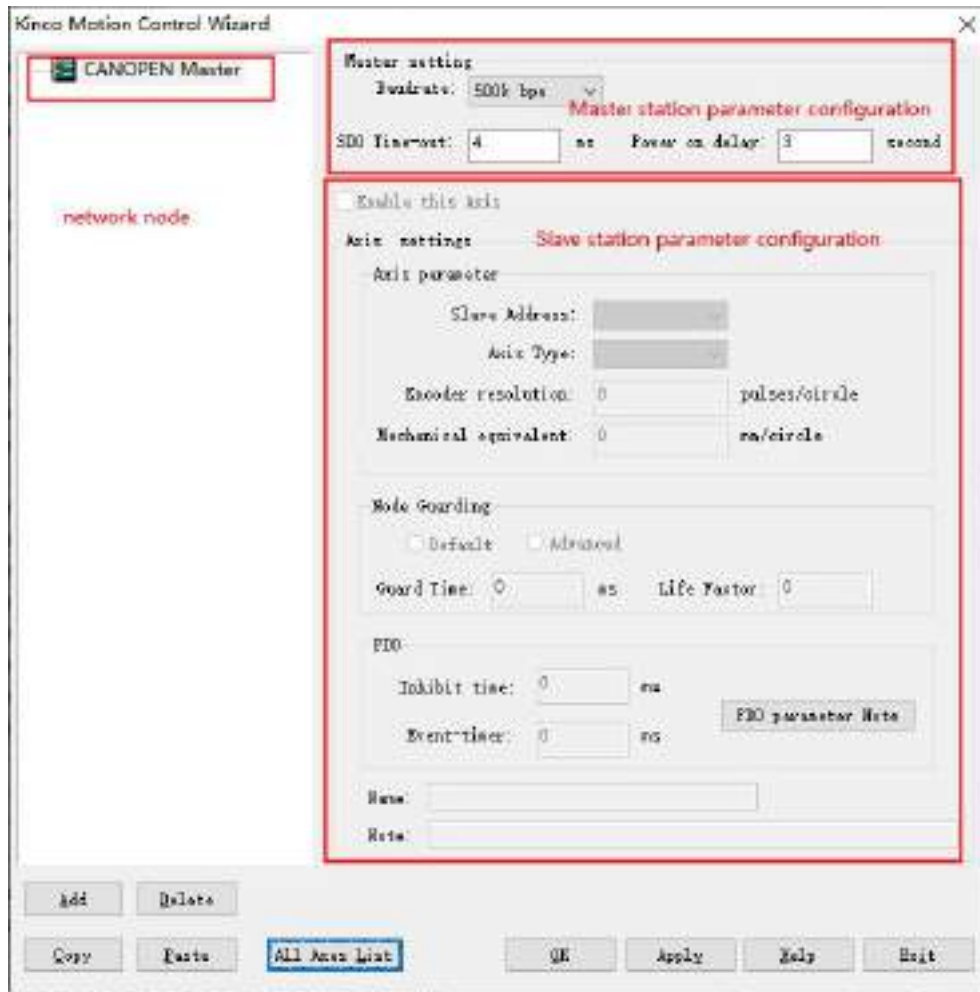 Kinco Motion Control Wizard
CANOPEN Master
network node
Master setting
Baudrate: 500k bps
Master station parameter configuration
SDO Time-out: 4 ms Power on delay: 3 second
Enable this Axis
Axis settings Slave station parameter configuration
Axis parameter
Slave Address:
Axis Type:
Encoder resolution: 0 pulses/circle
Mechanical equivalent: 0 mm/circle
Node Guarding
Default Advanced
Guard Time: 0 ms Life Factor: 0
PDO
Inhibit time: 0 ms
PDO parameter Note
Event-timer: 0 ms
Name:
Note:
Add Delete
Copy Paste All Axes List OK Apply Help Exit